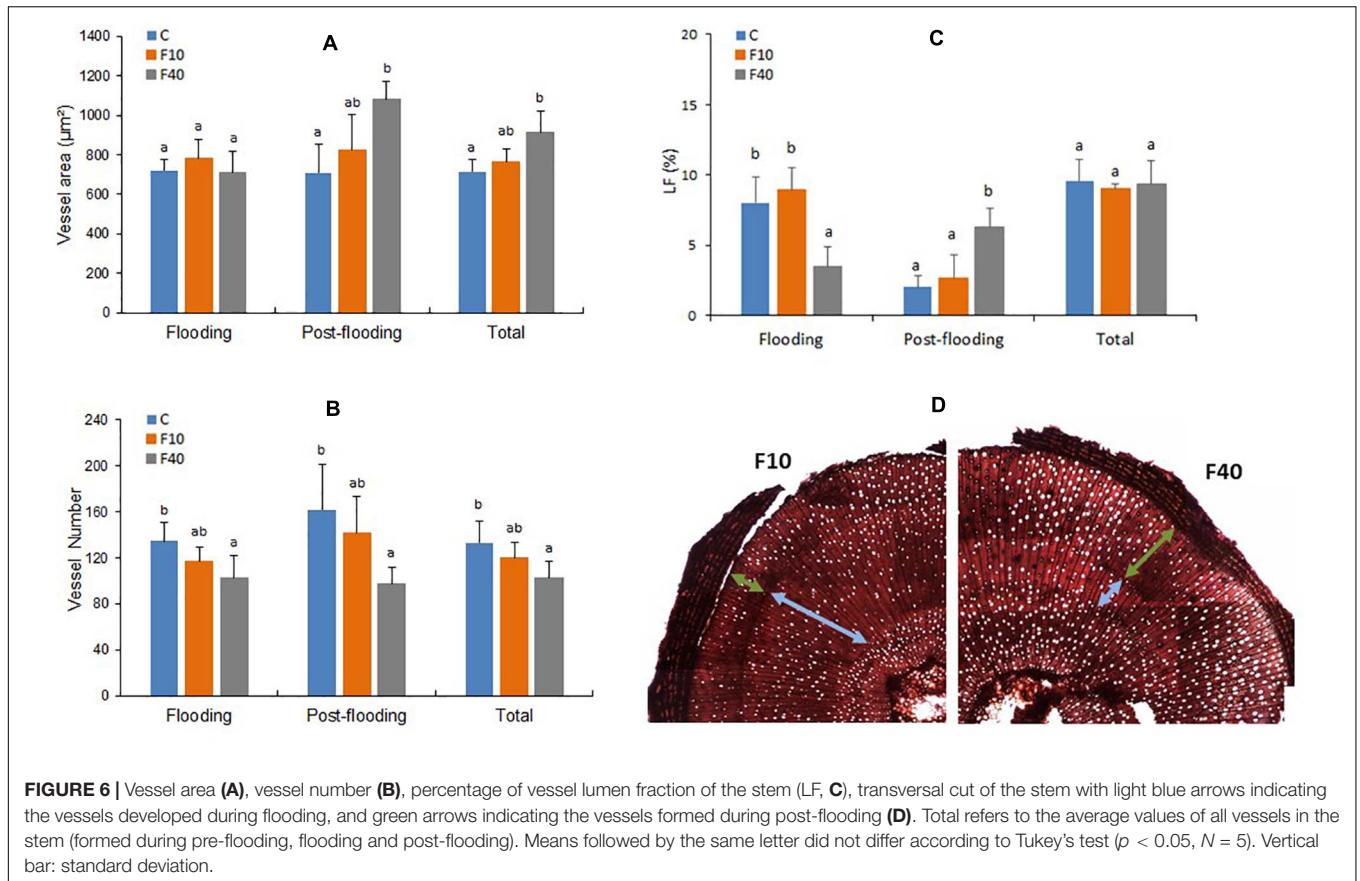 A
C
F10
F40
Vessel area (µm²)
1400
1200
1000
800
600
400
200
0
a a a
a ab b
a ab b
Flooding Post-flooding Total
C
C
F10
F40
LF (%)
20
15
10
5
0
b b a
a a b
a a a
Flooding Post-flooding Total
B
C
F10
F40
Vessel Number
240
200
160
120
80
40
0
b ab a
b ab a
b ab a
Flooding Post-flooding Total
D
F10
F40
FIGURE 6 | Vessel area (A), vessel number (B), percentage of vessel lumen fraction of the stem (LF, C), transversal cut of the stem with light blue arrows indicating
the vessels developed during flooding, and green arrows indicating the vessels formed during post-flooding (D). Total refers to the average values of all vessels in the
stem (formed during pre-flooding, flooding and post-flooding). Means followed by the same letter did not differ according to Tukey's test (p < 0.05, N = 5). Vertical
bar: standard deviation.